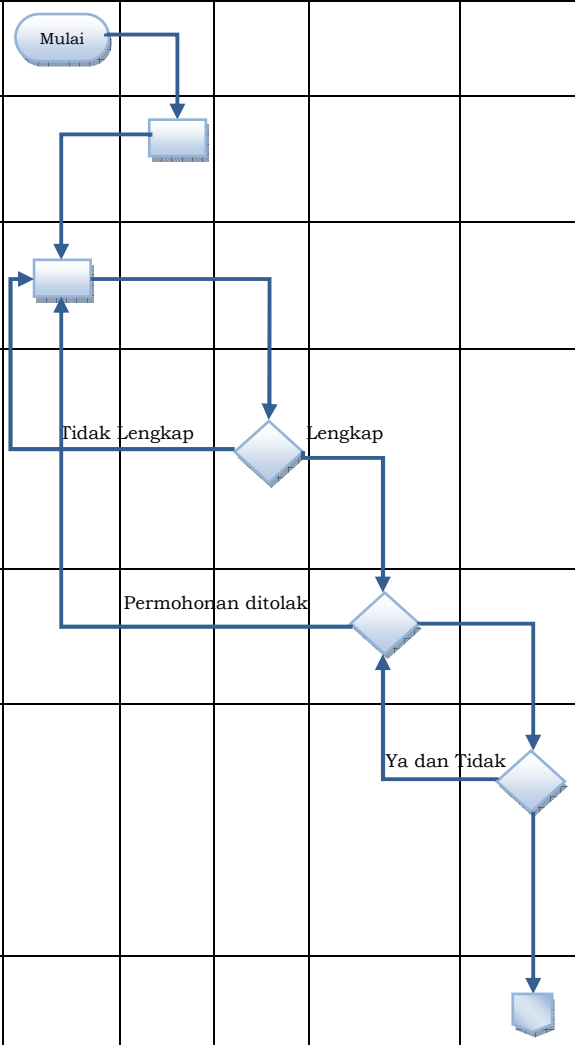 Mulai
Tidak Lengkap
Lengkap
Permohonan ditolak
Ya dan Tidak